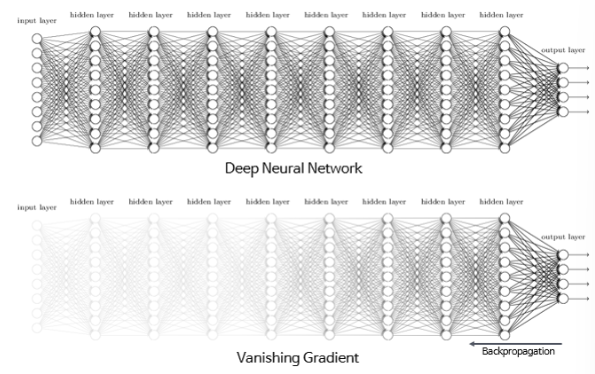 input layer hidden layer hidden layer hidden layer hidden layer hidden layer hidden layer hidden layer hidden layer
output layer
Deep Neural Network
input layer hidden layer hidden layer hidden layer hidden layer hidden layer hidden layer hidden layer hidden layer
output layer
Backpropagation
Vanishing Gradient